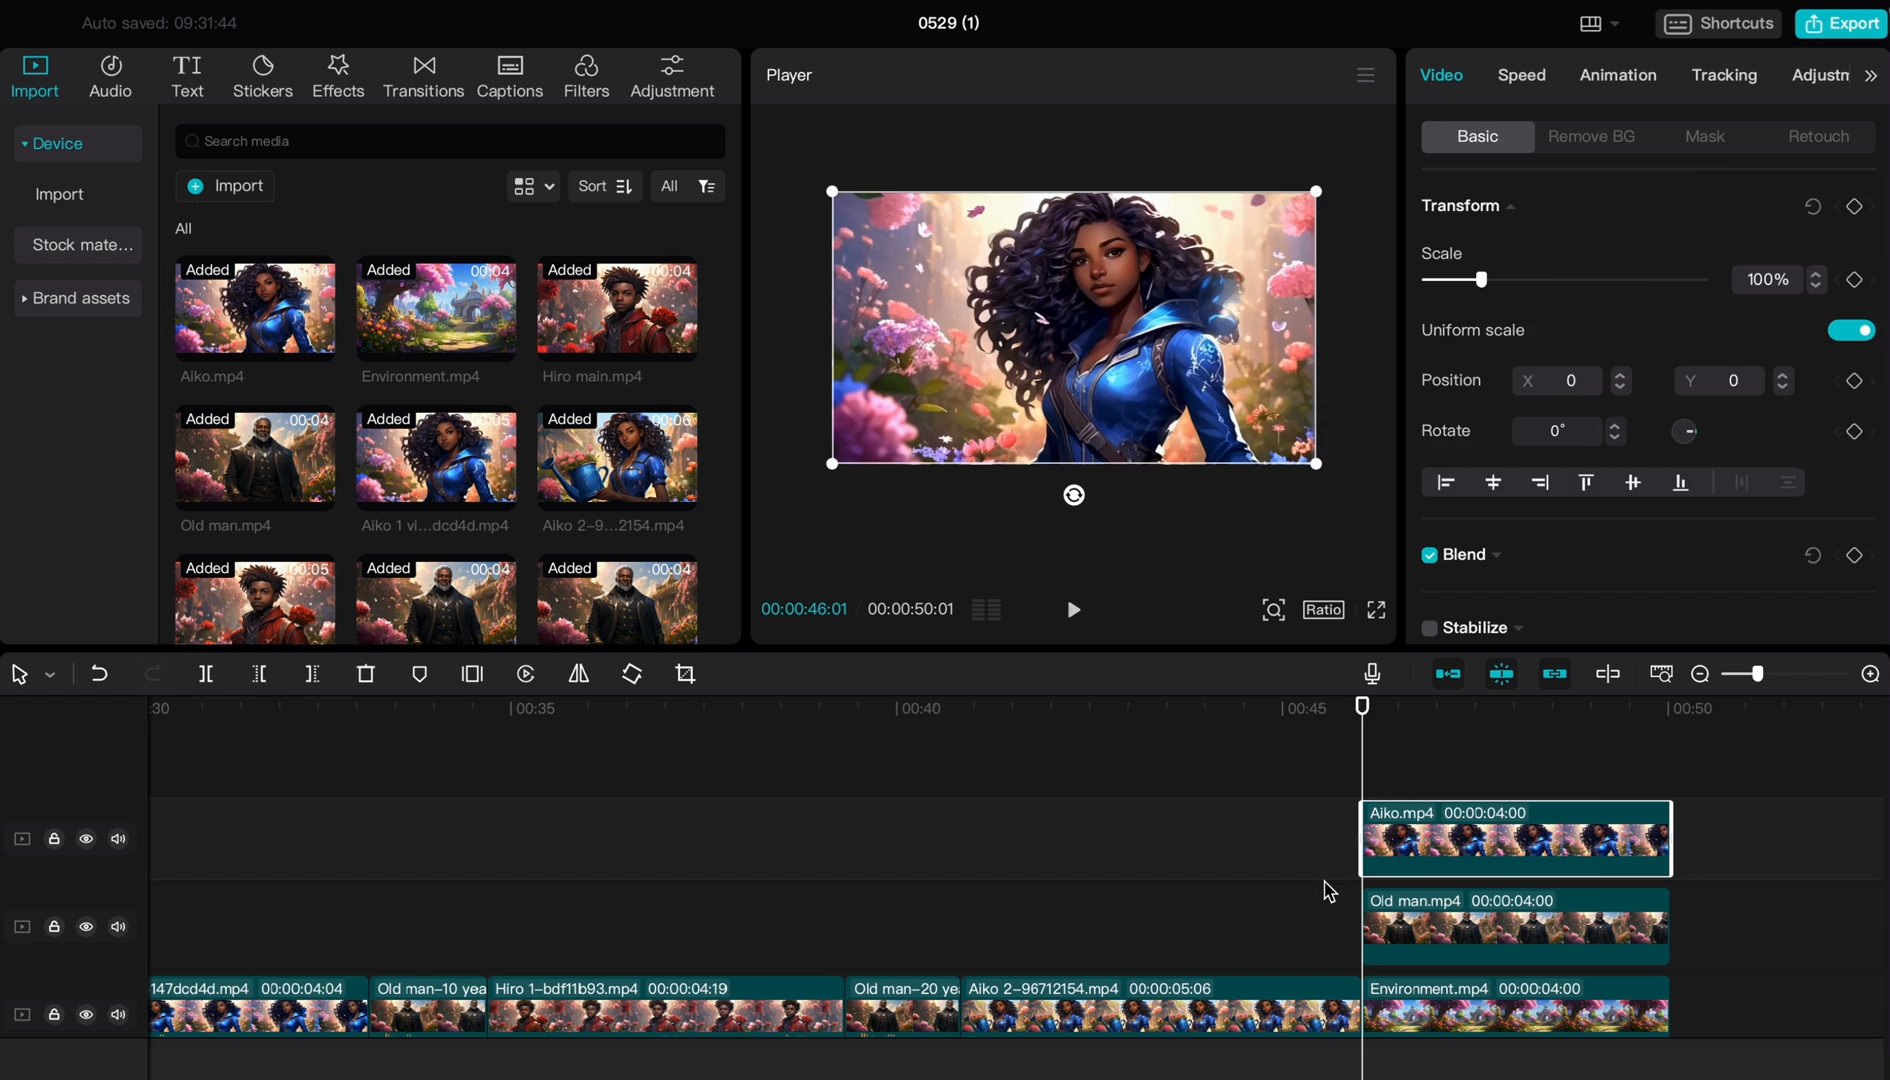 Auto saved: 09:31:44
0529 (1)
Shortcuts
Export
Import
Audio
TI
Text
Stickers
Effects
Transitions
Captions
Filters
Adjustment
Device
Import
Stock mate...
Brand assets
Search media
Import
Sort
All
All
Added 00:04
Added 00:04
Added 00:04
Aiko.mp4
Environment.mp4
Hiro main.mp4
Added 00:04
Added 00:05
Added 00:06
Old man.mp4
Aiko 1 vi...dcd4d.mp4
Aiko 2-9...2154.mp4
Added 00:05
Added 00:04
Added 00:04
Player
00:00:46:01 / 00:00:50:01
Ratio
Video
Speed
Animation
Tracking
Adjustn
Basic
Remove BG
Mask
Retouch
Transform
Scale
100%
Uniform scale
Position
X 0
Y 0
Rotate
0°
Blend
Stabilize
:30
00:35
00:40
00:45
00:50
Aiko.mp4 00:00:04:00
Old man.mp4 00:00:04:00
147dcd4d.mp4 00:00:04:04
Old man-10 yea
Hiro 1-bdf11b93.mp4 00:00:04:19
Old man-20 ye
Aiko 2-96712154.mp4 00:00:05:06
Environment.mp4 00:00:04:00